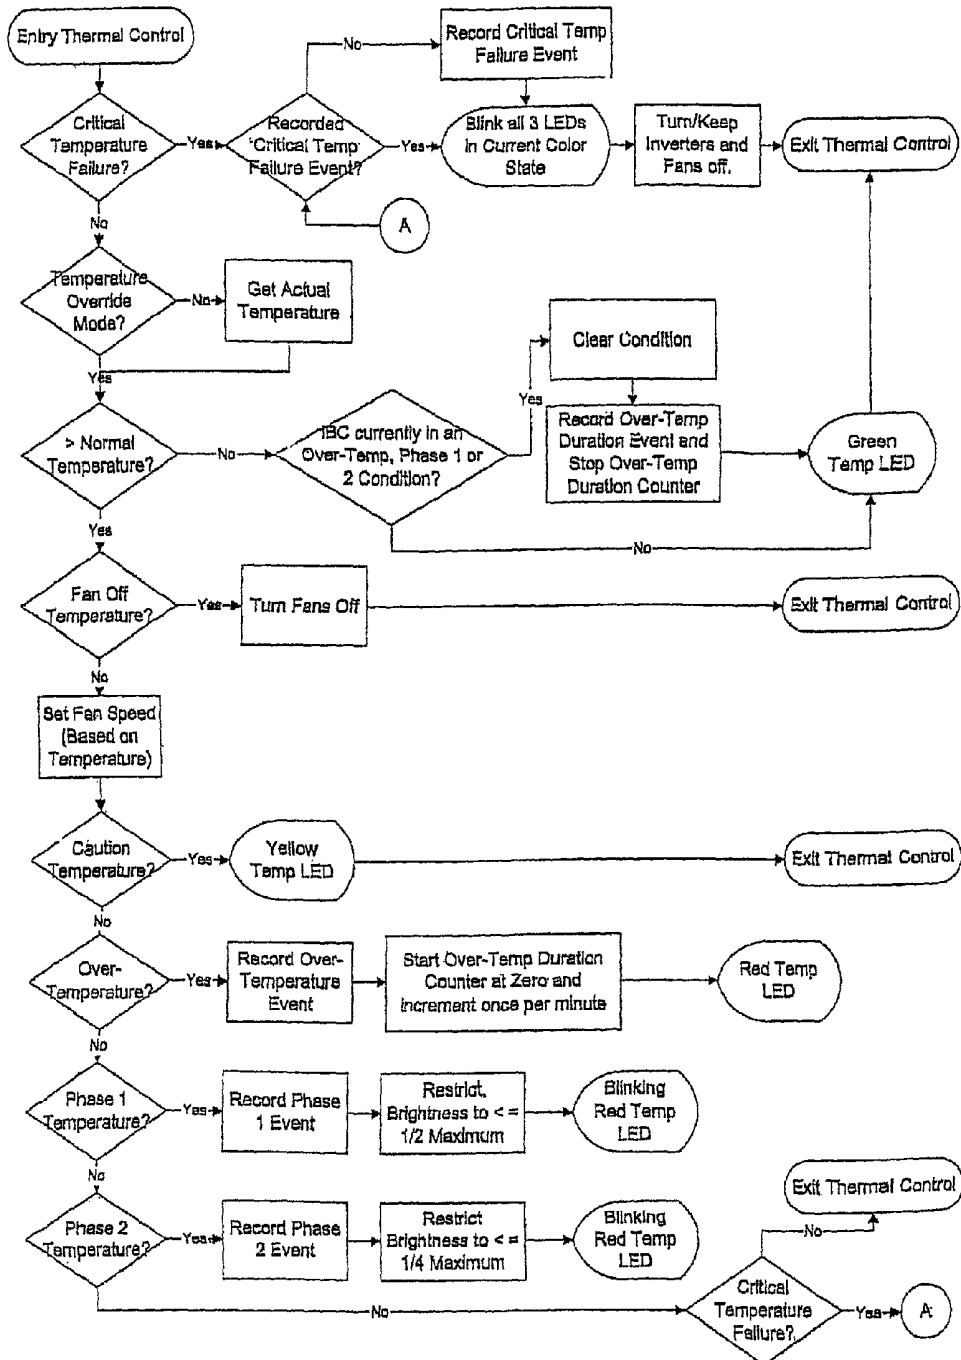 Entry Thermal Control
No
Record Critical Temp
Failure Event
Critical
Temperature
Failure?
Yes
Recorded
'Critical Temp
Failure Event?
Yes
Blink all 3 LEDs
in Current Color
State
Turn/Keep
Inverters and
Fans off.
Exit Thermal Control
No
A
Temperature
Override
Mode?
No
Get Actual
Temperature
Clear Condition
Yes
Yes
> Normal
Temperature?
No
IBC currently in an
Over-Temp, Phase 1 or
2 Condition?
Record Over-Temp
Duration Event and
Stop Over-Temp
Duration Counter
Green
Temp LED
Yes
No
Fan Off
Temperature?
Yes
Turn Fans Off
Exit Thermal Control
No
Set Fan Speed
(Based on
Temperature)
Caution
Temperature?
Yes
Yellow
Temp LED
Exit Thermal Control
No
Over-
Temperature?
Yes
Record Over-
Temperature
Event
Start Over-Temp Duration
Counter at Zero and
increment once per minute
Red Temp
LED
No
Phase 1
Temperature?
Yes
Record Phase
1 Event
Restrict,
Brightness to < =
1/2 Maximum
Blinking
Red Temp
LED
No
Exit Thermal Control
Phase 2
Temperature?
Yes
Record Phase
2 Event
Restrict
Brightness to < =
1/4 Maximum
Blinking
Red Temp
LED
No
No
Critical
Temperature
Failure?
Yes
A